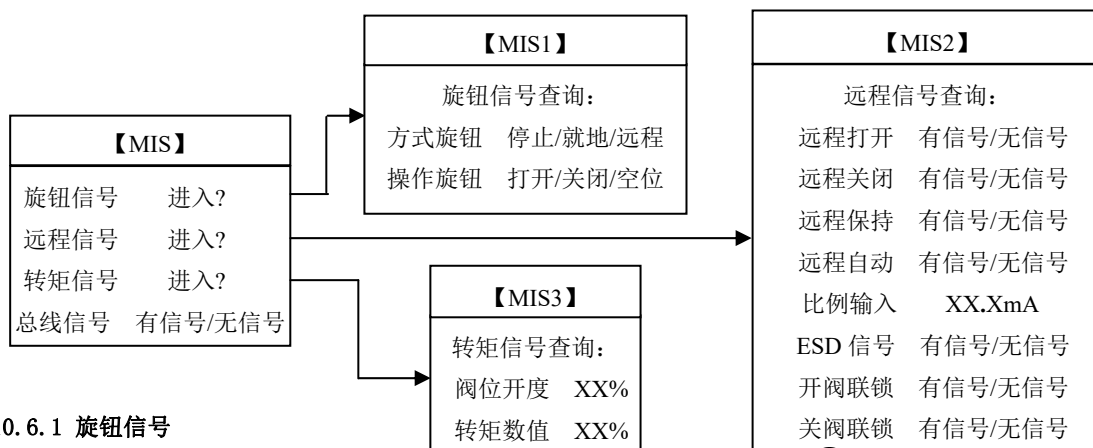 【MIS】
旋钮信号 进入?
远程信号 进入?
转矩信号 进入?
总线信号 有信号/无信号
【MIS1】
旋钮信号查询：
方式旋钮 停止/就地/远程
操作旋钮 打开/关闭/空位
【MIS3】
转矩信号查询：
阀位开度 XX%
转矩数值 XX%
【MIS2】
远程信号查询：
远程打开 有信号/无信号
远程关闭 有信号/无信号
远程保持 有信号/无信号
远程自动 有信号/无信号
比例输入 XX.XmA
ESD 信号 有信号/无信号
开阀联锁 有信号/无信号
关阀联锁 有信号/无信号
0.6.1 旋钮信号